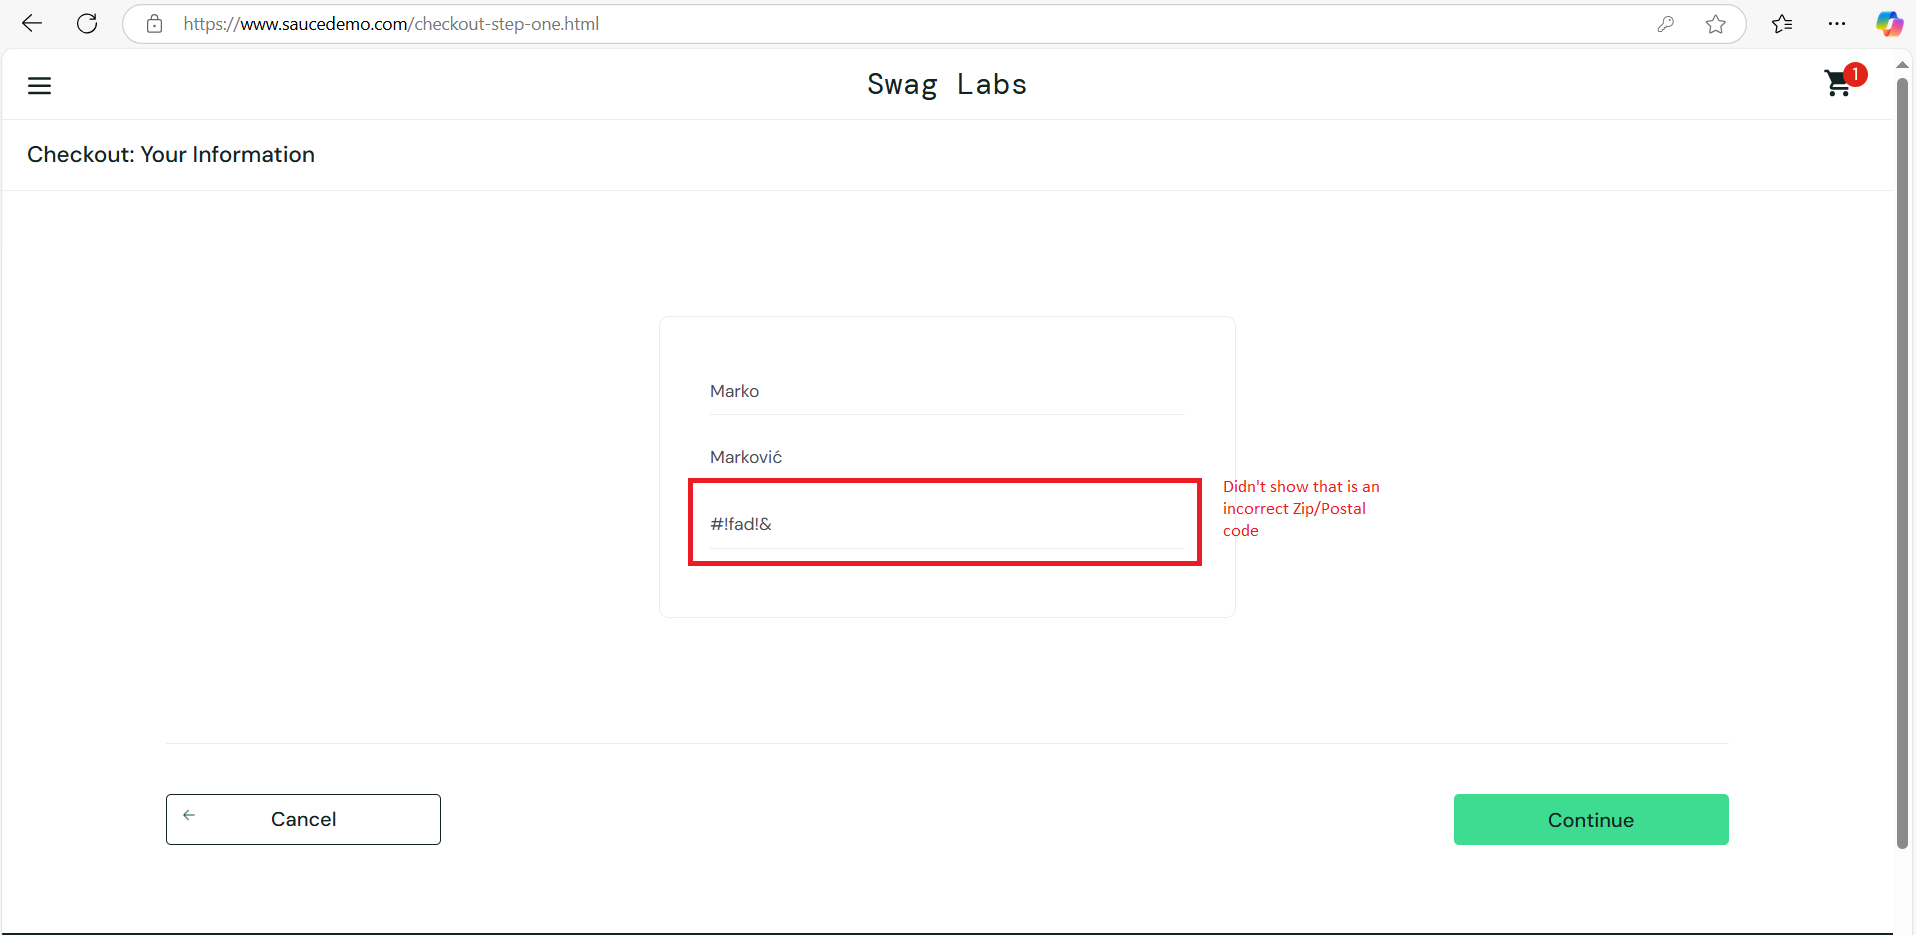 https://www.saucedemo.com/checkout-step-one.html
Swag Labs
1
Checkout: Your Information
Marko
Marković
#!fad!&
Didn't show that is an
incorrect Zip/Postal
code
Cancel
Continue